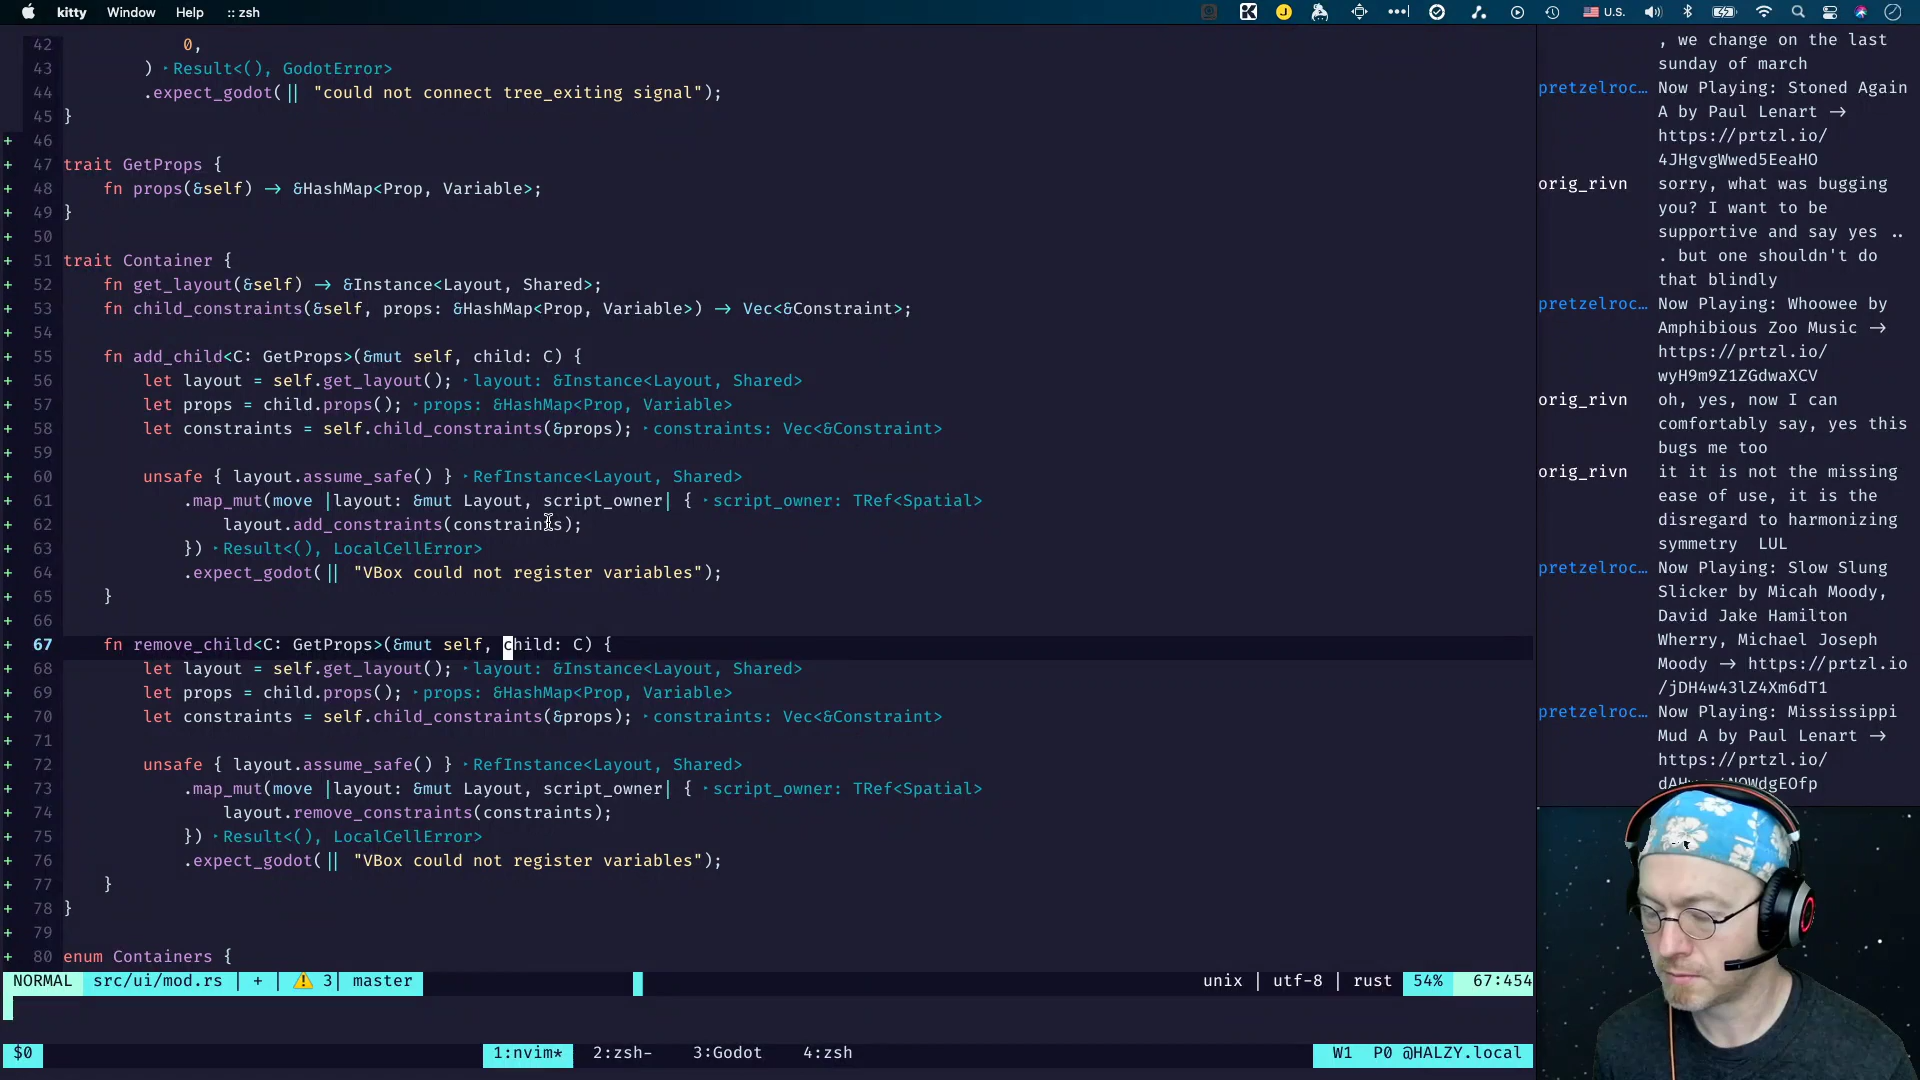 kitty Window Help :: zsh
U.S.
42 0,
43 ) ‣ Result<(), GodotError>
44 .expect_godot(|| "could not connect tree_exiting signal");
45 }
+ 46
+ 47 trait GetProps {
+ 48 fn props(&self) → &HashMap<Prop, Variable>;
+ 49 }
+ 50
+ 51 trait Container {
+ 52 fn get_layout(&self) → &Instance<Layout, Shared>;
+ 53 fn child_constraints(&self, props: &HashMap<Prop, Variable>) → Vec<&Constraint>;
+ 54
+ 55 fn add_child<C: GetProps>(&mut self, child: C) {
+ 56 let layout = self.get_layout(); ‣ layout: &Instance<Layout, Shared>
+ 57 let props = child.props(); ‣ props: &HashMap<Prop, Variable>
+ 58 let constraints = self.child_constraints(&props); ‣ constraints: Vec<&Constraint>
+ 59
+ 60 unsafe { layout.assume_safe() } ‣ RefInstance<Layout, Shared>
+ 61 .map_mut(move |layout: &mut Layout, script_owner| { ‣ script_owner: TRef<Spatial>
+ 62 layout.add_constraints(constraints);
+ 63 }) ‣ Result<(), LocalCellError>
+ 64 .expect_godot(|| "VBox could not register variables");
+ 65 }
+ 66
+ 67 fn remove_child<C: GetProps>(&mut self, child: C) {
+ 68 let layout = self.get_layout(); ‣ layout: &Instance<Layout, Shared>
+ 69 let props = child.props(); ‣ props: &HashMap<Prop, Variable>
+ 70 let constraints = self.child_constraints(&props); ‣ constraints: Vec<&Constraint>
+ 71
+ 72 unsafe { layout.assume_safe() } ‣ RefInstance<Layout, Shared>
+ 73 .map_mut(move |layout: &mut Layout, script_owner| { ‣ script_owner: TRef<Spatial>
+ 74 layout.remove_constraints(constraints);
+ 75 }) ‣ Result<(), LocalCellError>
+ 76 .expect_godot(|| "VBox could not register variables");
+ 77 }
+ 78 }
+ 79
+ 80 enum Containers {
NORMAL src/ui/mod.rs | + | ⚠ 3| master unix | utf-8 | rust 54% 67:454
$0 1:nvim* 2:zsh- 3:Godot 4:zsh W1 P0 @HALZY.local
, we change on the last
sunday of march
pretzelroc… Now Playing: Stoned Again
A by Paul Lenart →
https://prtzl.io/
4JHgvgWwed5EeaHO
orig_rivn sorry, what was bugging
you? I want to be
supportive and say yes ..
. but one shouldn't do
that blindly
pretzelroc… Now Playing: Whoowee by
Amphibious Zoo Music →
https://prtzl.io/
wyH9m9Z1ZGdwaXCV
orig_rivn oh, yes, now I can
comfortably say, yes this
bugs me too
orig_rivn it it is not the missing
ease of use, it is the
disregard to harmonizing
symmetry LUL
pretzelroc… Now Playing: Slow Slung
Slicker by Micah Moody,
David Jake Hamilton
Wherry, Michael Joseph
Moody → https://prtzl.io
/jDH4w43lZ4Xm6dT1
pretzelroc… Now Playing: Mississippi
Mud A by Paul Lenart →
https://prtzl.io/